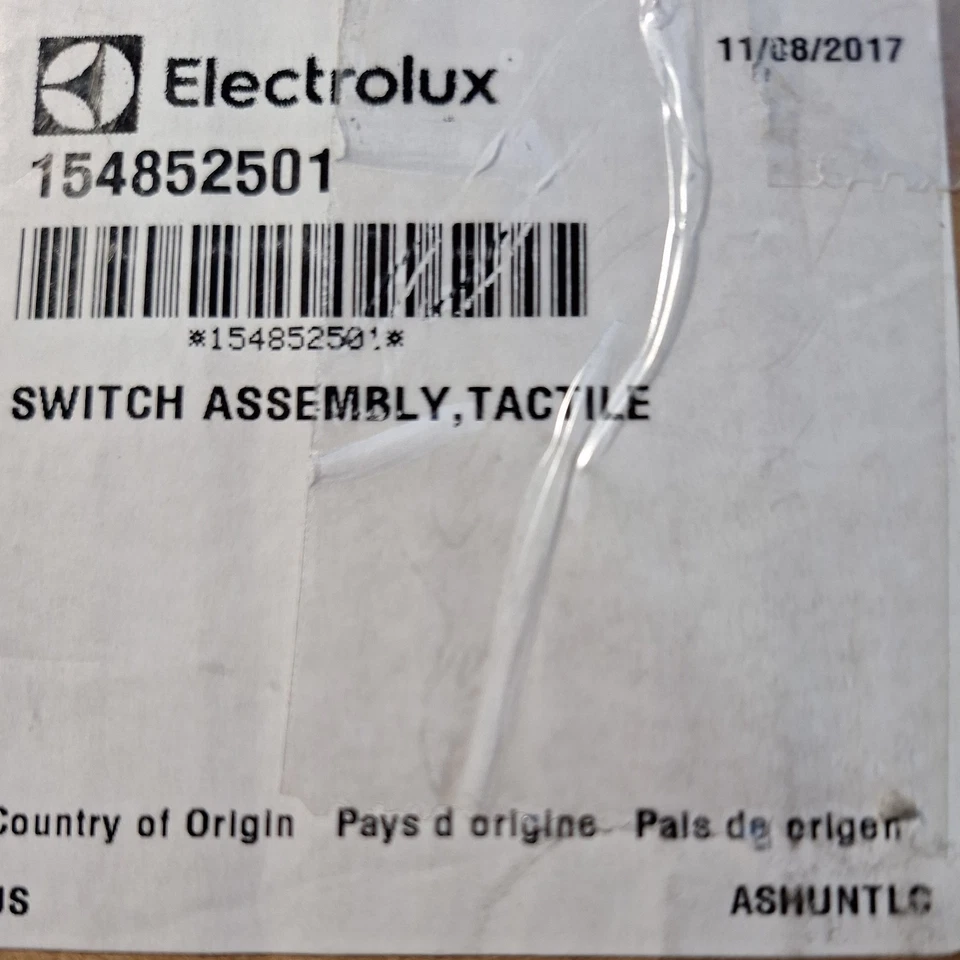 Electrolux
11/08/2017
154852501
*154852501*
SWITCH ASSEMBLY,TACTILE
Country of Origin Pays d origine Pais de origen
US
ASHUNTLC